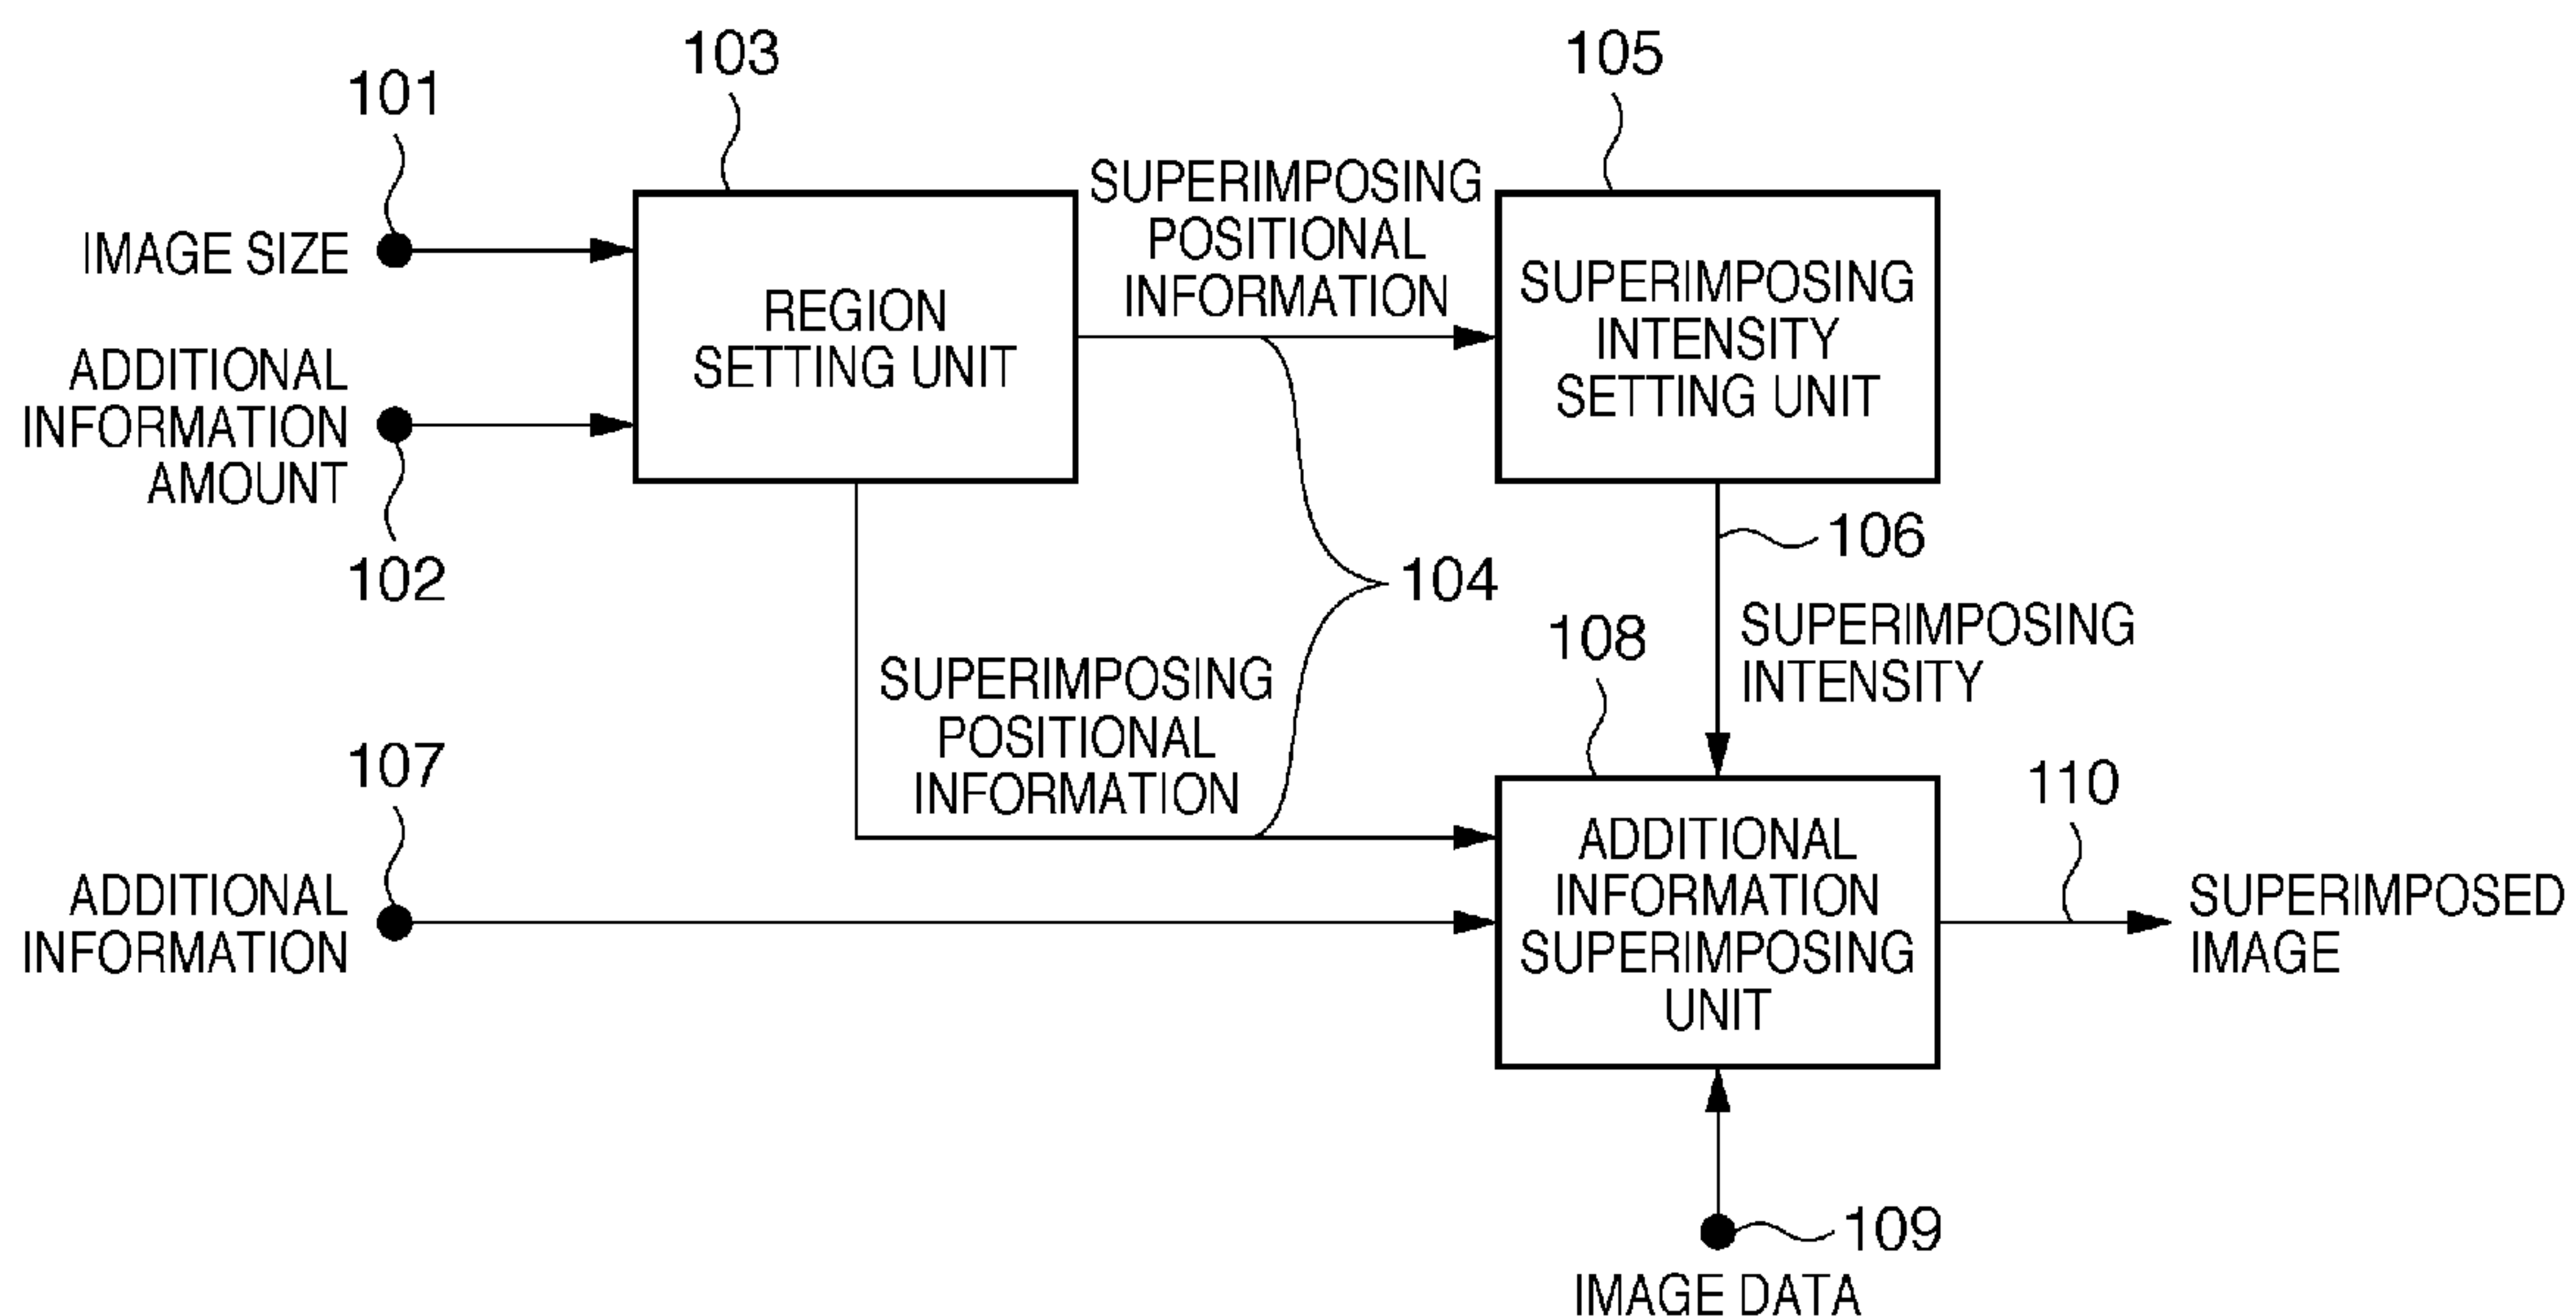 103
105
101
SUPERIMPOSING
POSITIONAL
INFORMATION
IMAGE SIZE
REGION
SETTING UNIT
SUPERIMPOSING
INTENSITY
SETTING UNIT
ADDITIONAL
INFORMATION
AMOUNT
102
106
104
108
SUPERIMPOSING
INTENSITY
SUPERIMPOSING
POSITIONAL
INFORMATION
107
110
ADDITIONAL
INFORMATION
ADDITIONAL
INFORMATION
SUPERIMPOSING
UNIT
SUPERIMPOSED
IMAGE
109
IMAGE DATA